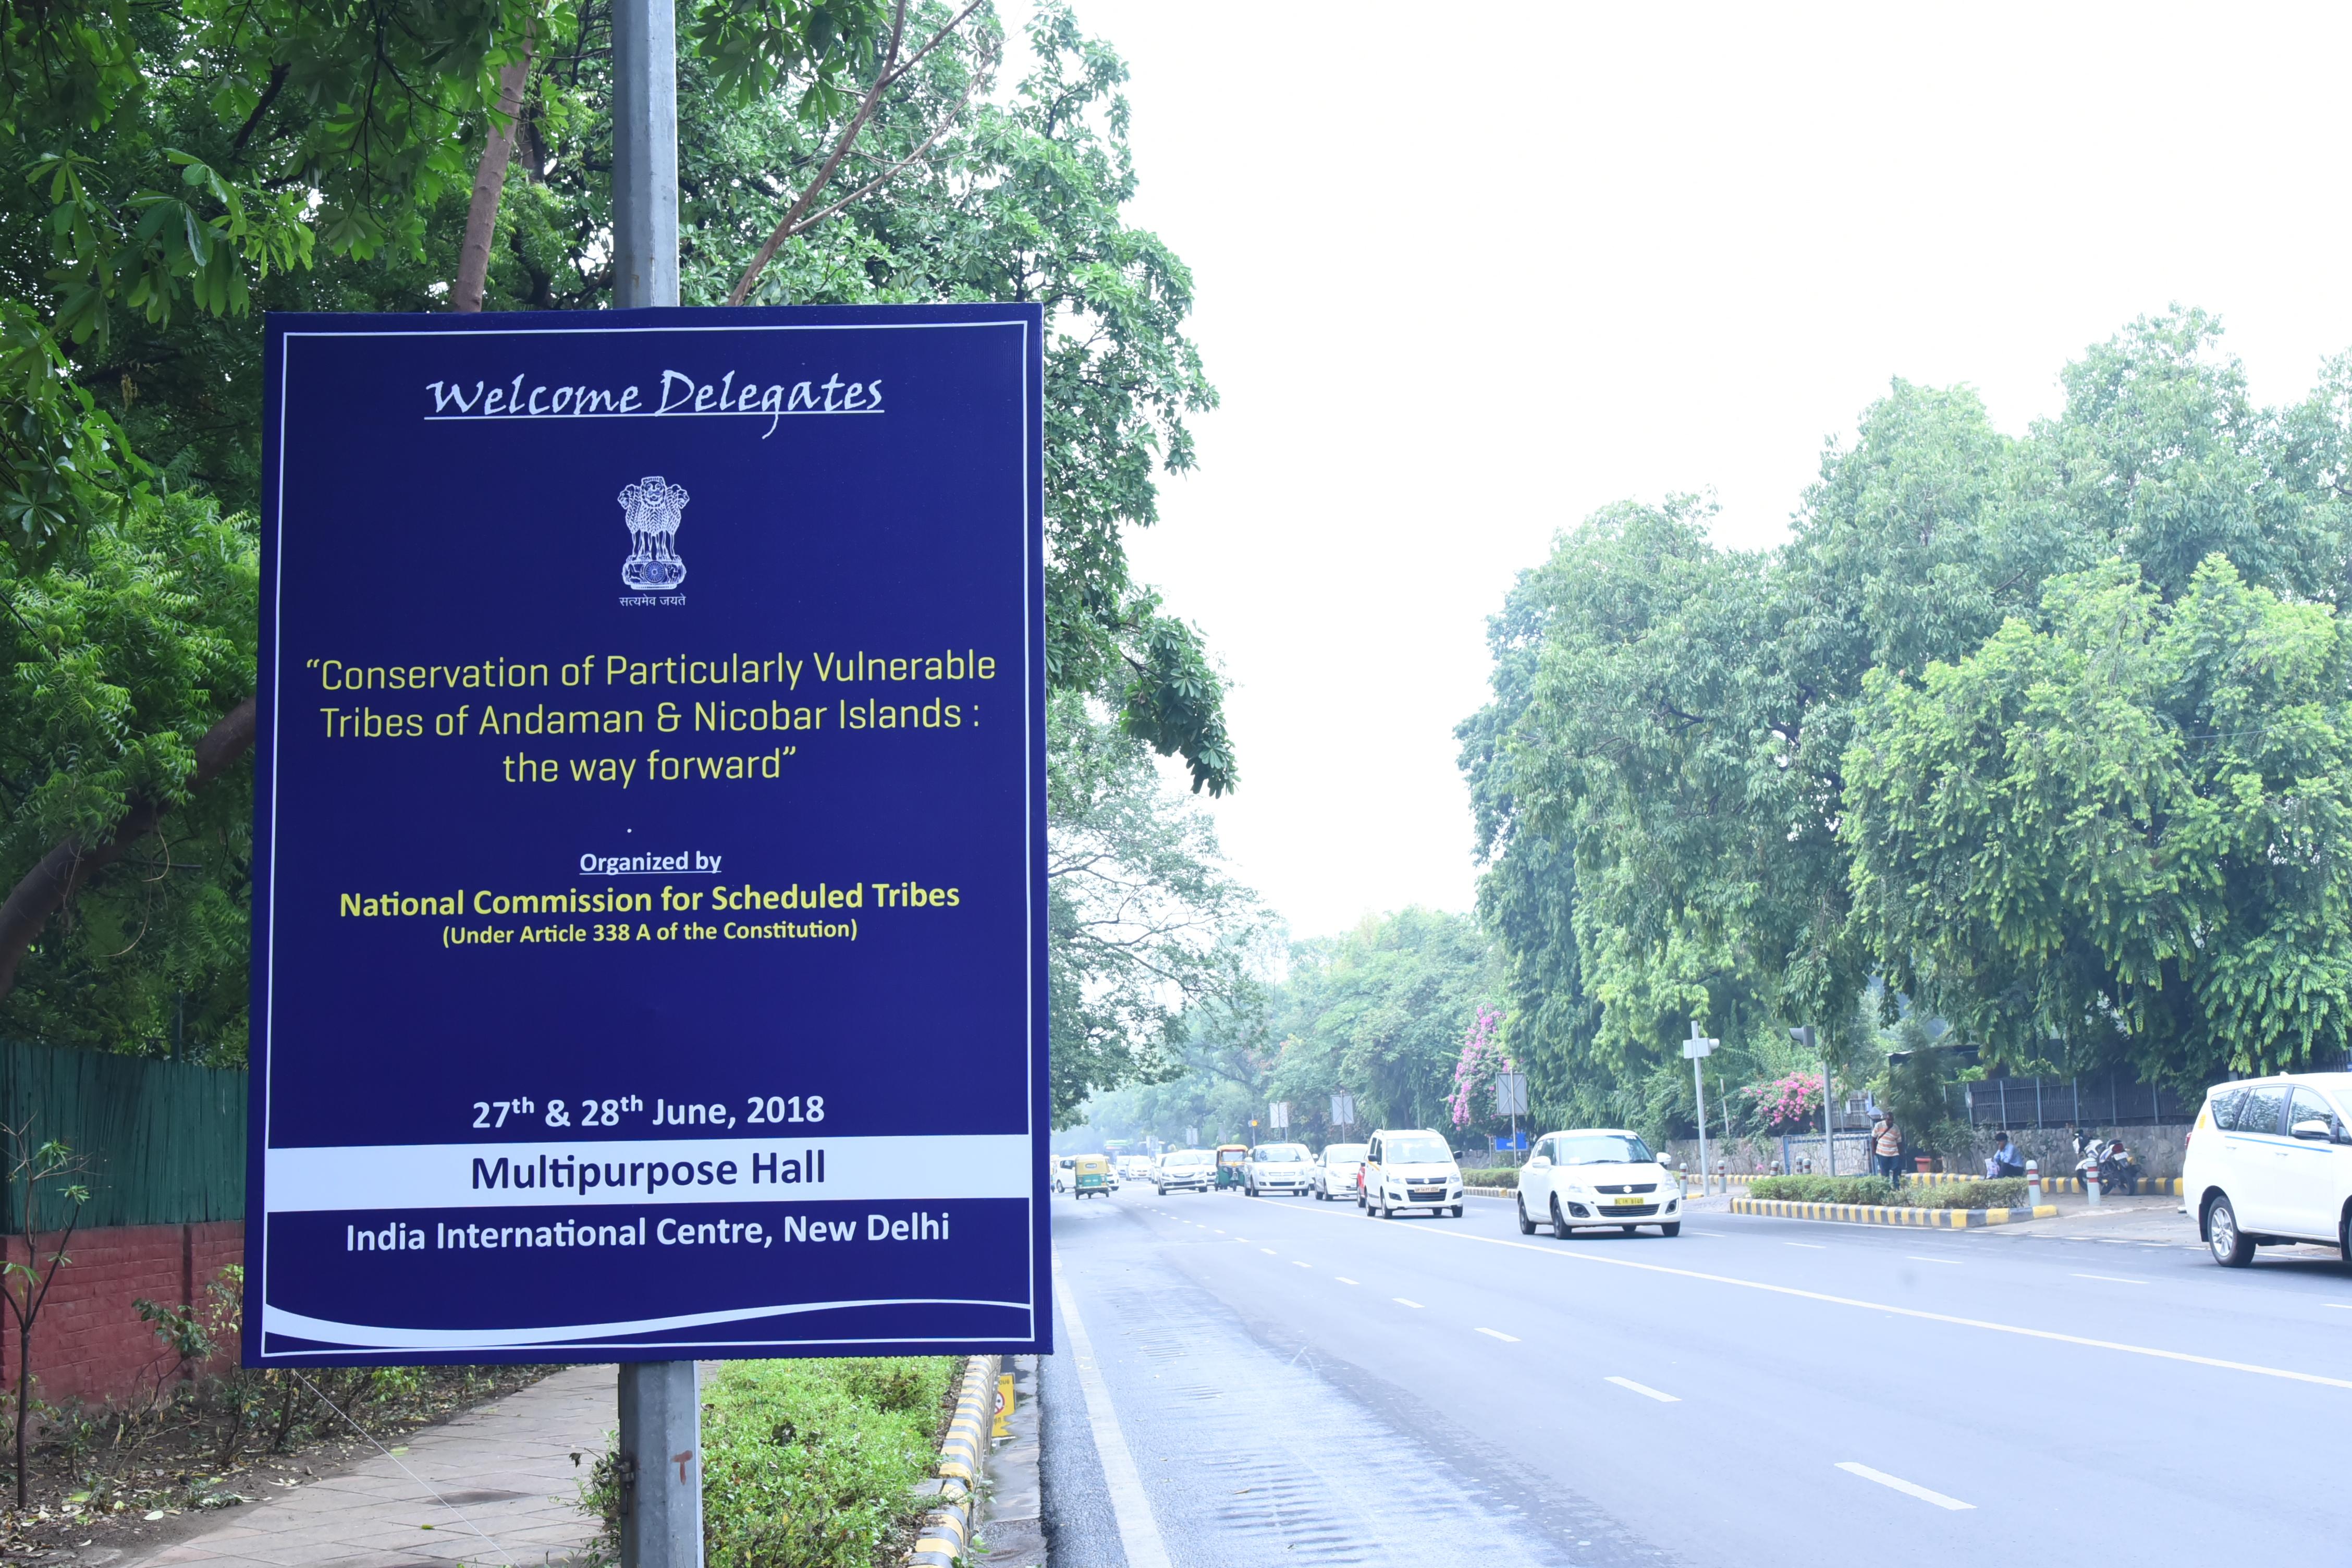 Welcome Delegates
सत्यमेव जयते
“Conservation of Particularly Vulnerable
Tribes of Andaman & Nicobar Islands :
the way forward”
.
Organized by
National Commission for Scheduled Tribes
(Under Article 338 A of the Constitution)
27th & 28th June, 2018
Multipurpose Hall
India International Centre, New Delhi